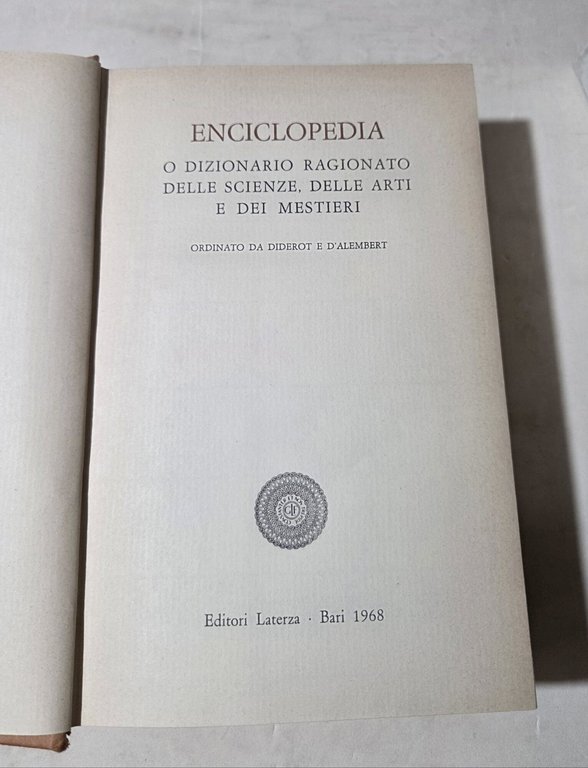 ENCICLOPEDIA
O DIZIONARIO RAGIONATO
DELLE SCIENZE, DELLE ARTI
E DEI MESTIERI
ORDINATO DA DIDEROT E D'ALEMBERT
Editori Laterza · Bari 1968